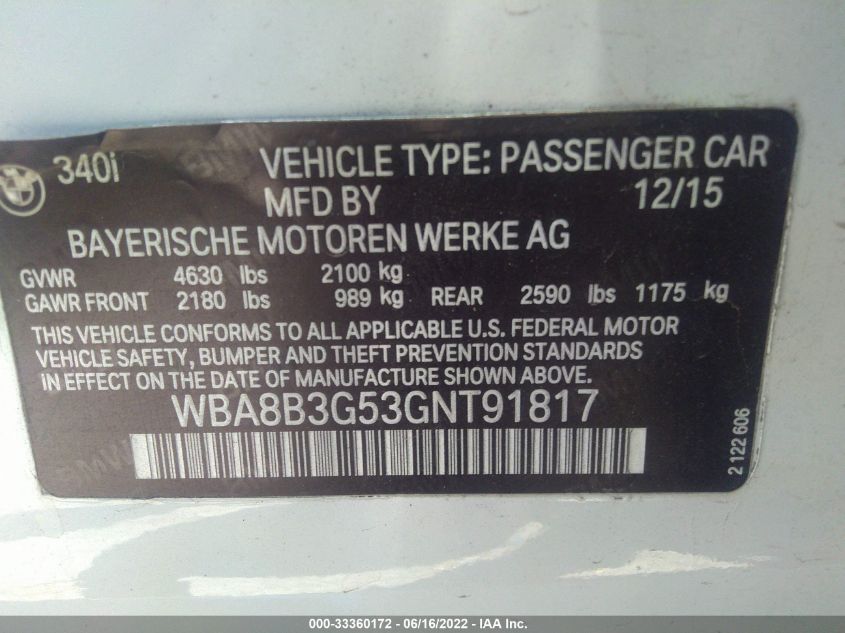 340i VEHICLE TYPE: PASSENGER CAR
MFD BY 12/15
BAYERISCHE MOTOREN WERKE AG
GVWR 4630 lbs 2100 kg
GAWR FRONT 2180 lbs 989 kg REAR 2590 lbs 1175 kg
THIS VEHICLE CONFORMS TO ALL APPLICABLE U.S. FEDERAL MOTOR
VEHICLE SAFETY, BUMPER AND THEFT PREVENTION STANDARDS
IN EFFECT ON THE DATE OF MANUFACTURE SHOWN ABOVE.
WBA8B3G53GNT91817
2 122 606
000-33360172 - 06/16/2022 - IAA Inc.